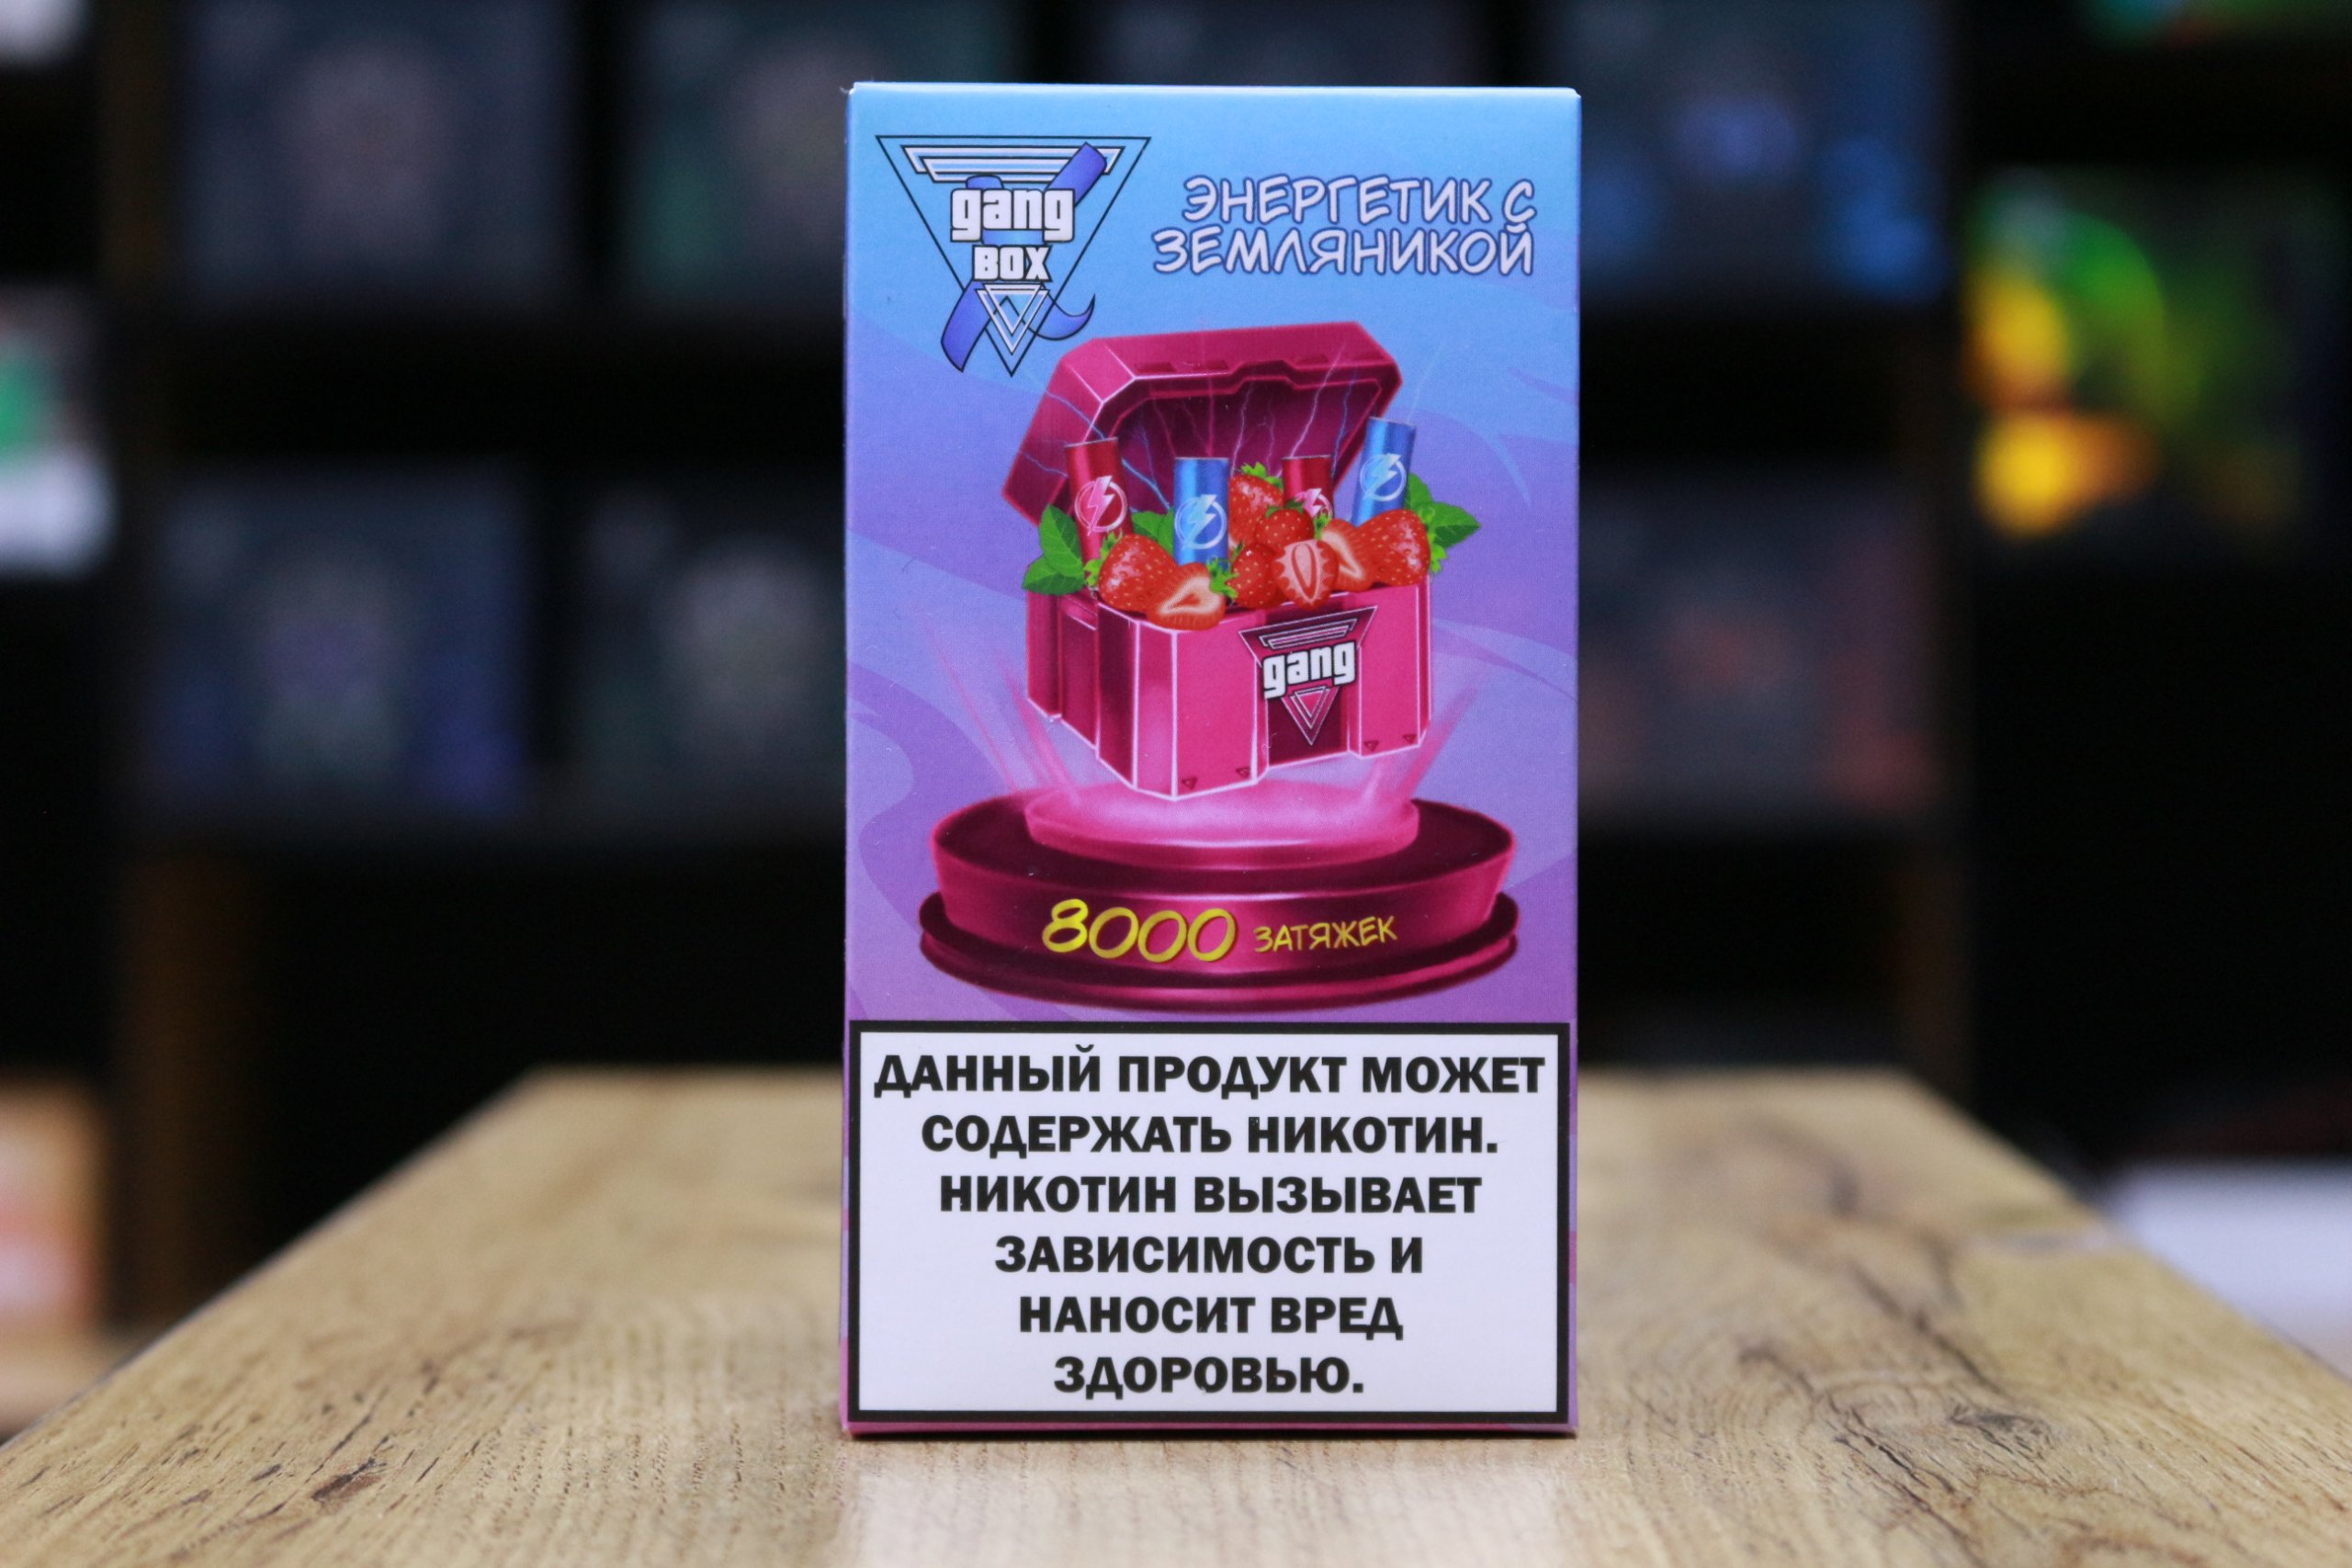 gang
BOX
ЭНЕРГЕТИК С
ЗЕМЛЯНИКОЙ
gang
8000 ЗАТЯЖЕК
ДАННЫЙ ПРОДУКТ МОЖЕТ
СОДЕРЖАТЬ НИКОТИН.
НИКОТИН ВЫЗЫВАЕТ
ЗАВИСИМОСТЬ И
НАНОСИТ ВРЕД
ЗДОРОВЬЮ.